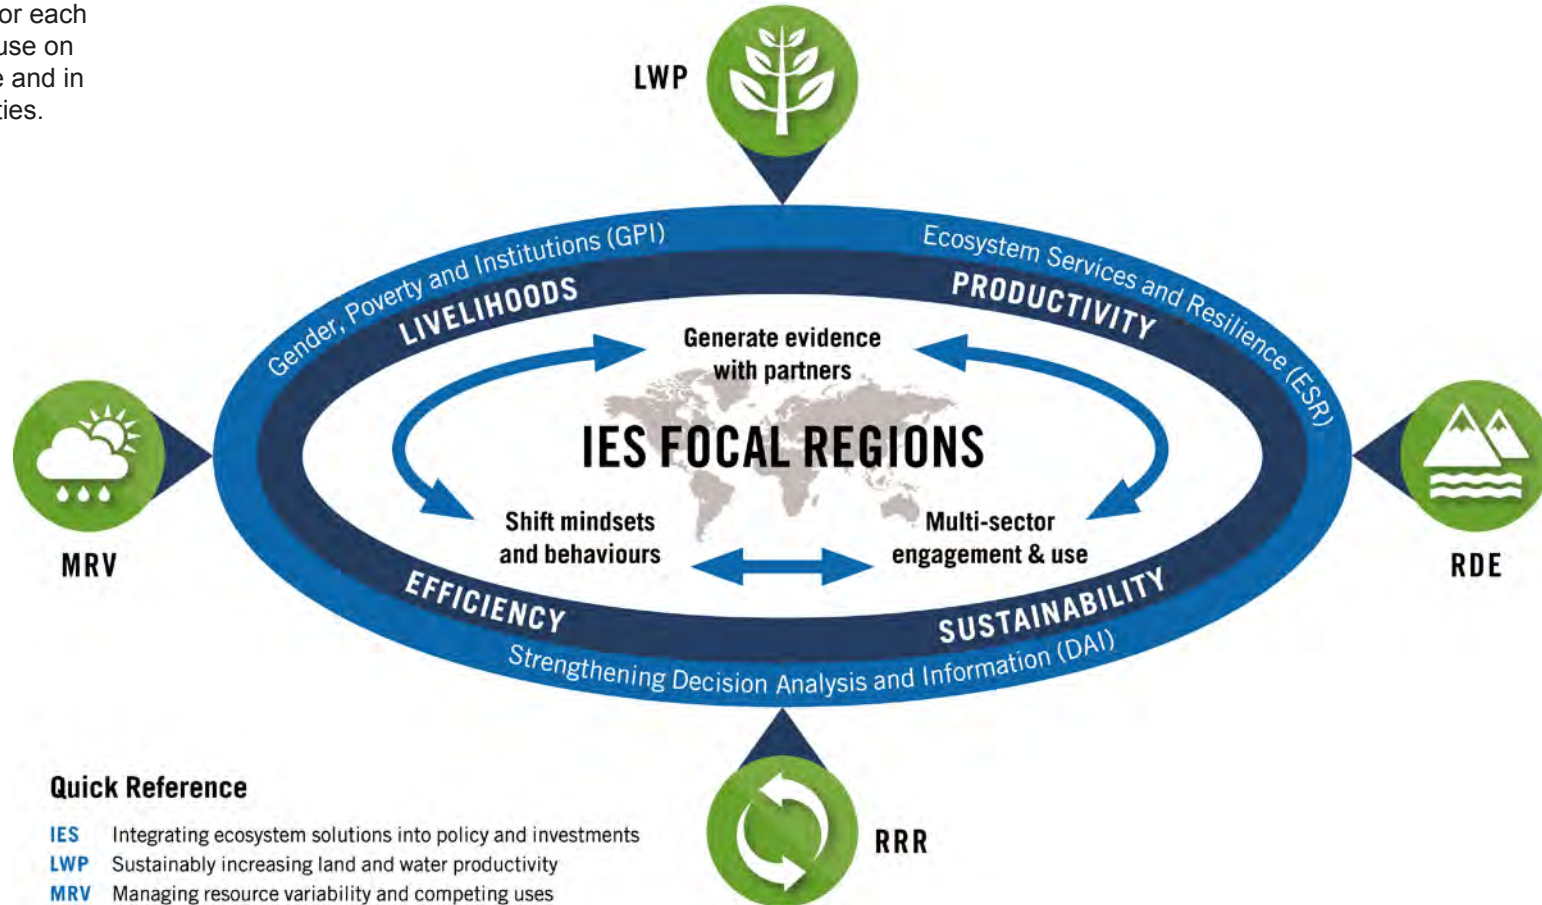 or each
use on
e and in
ties.
LWP
Gender, Poverty and Institutions (GPI)
Ecosystem Services and Resilience (ESR)
LIVELIHOODS
PRODUCTIVITY
Generate evidence
with partners
IES FOCAL REGIONS
Shift mindsets
and behaviours
Multi-sector
engagement & use
MRV
RDE
EFFICIENCY
SUSTAINABILITY
Strengthening Decision Analysis and Information (DAI)
RRR
Quick Reference
IES Integrating ecosystem solutions into policy and investments
LWP Sustainably increasing land and water productivity
MRV Managing resource variability and competing uses